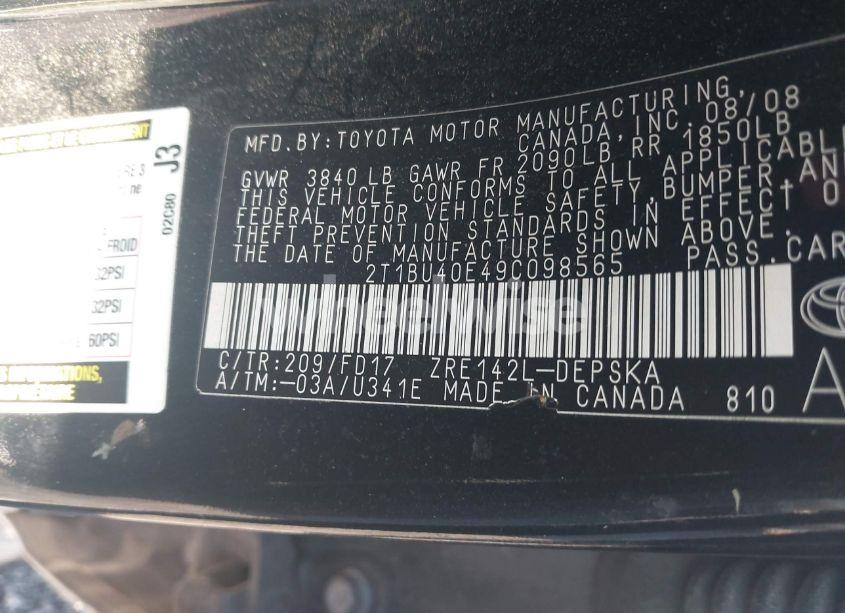 J3
02C80
FROID
32PSI
32PSI
60PSI
MFD.BY:TOYOTA MOTOR MANUFACTURING,
CANADA, INC. 08/08
GVWR 3840 LB GAWR FR 2090LB RR 1850LB
THIS VEHICLE CONFORMS TO ALL APPLICABLE
FEDERAL MOTOR VEHICLE SAFETY, BUMPER AN
THEFT PREVENTION STANDARDS IN EFFECT O
THE DATE OF MANUFACTURE SHOWN ABOVE.
2T1BU40E49C098565 PASS.CAR
wheelwise
C/TR:209/FD17 ZRE142L-DEPSKA
A/TM:-03A/U341E MADE IN CANADA 810
A